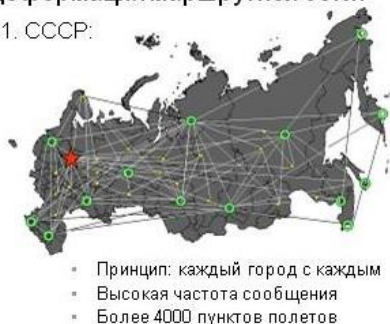 1. СССР:
Принцип: каждый город с каждым
Высокая частота сообщения
Более 4000 пунктов полетов